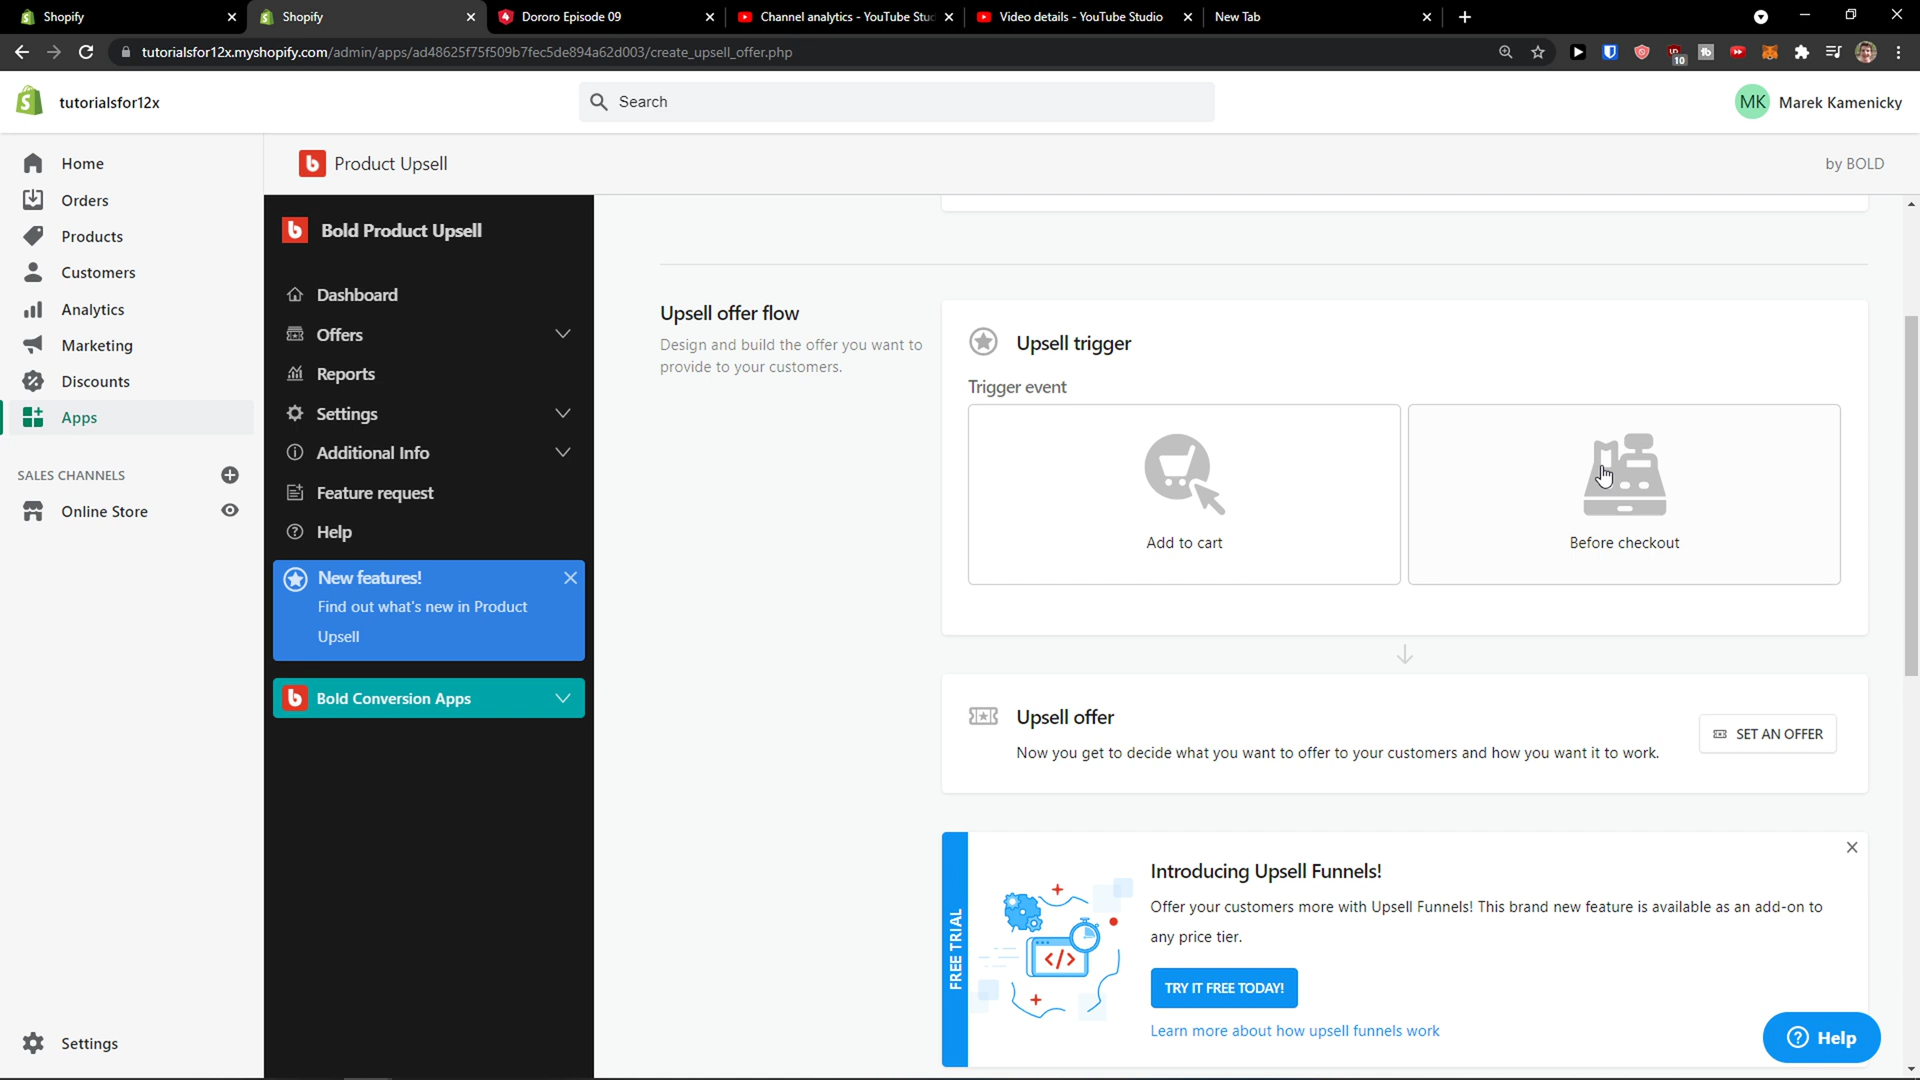 Shopify
Shopify
Dororo Episode 09
Channel analytics - YouTube Stu
Video details - YouTube Studio
New Tab
tutorialsfor12x.myshopify.com/admin/apps/ad48625f75f509b7fec5de894a62d003/create_upsell_offer.php
10
tutorialsfor12x
Search
MK
Marek Kamenicky
Home
Orders
Products
Customers
Analytics
Marketing
Discounts
Apps
SALES CHANNELS
Online Store
Settings
Product Upsell
by BOLD
Bold Product Upsell
Dashboard
Offers
Reports
Settings
Additional Info
Feature request
Help
New features!
Find out what's new in Product
Upsell
Bold Conversion Apps
Upsell offer flow
Design and build the offer you want to
provide to your customers.
Upsell trigger
Trigger event
Add to cart
Before checkout
Upsell offer
Now you get to decide what you want to offer to your customers and how you want it to work.
SET AN OFFER
FREE TRIAL
Introducing Upsell Funnels!
Offer your customers more with Upsell Funnels! This brand new feature is available as an add-on to
any price tier.
TRY IT FREE TODAY!
Learn more about how upsell funnels work
Help